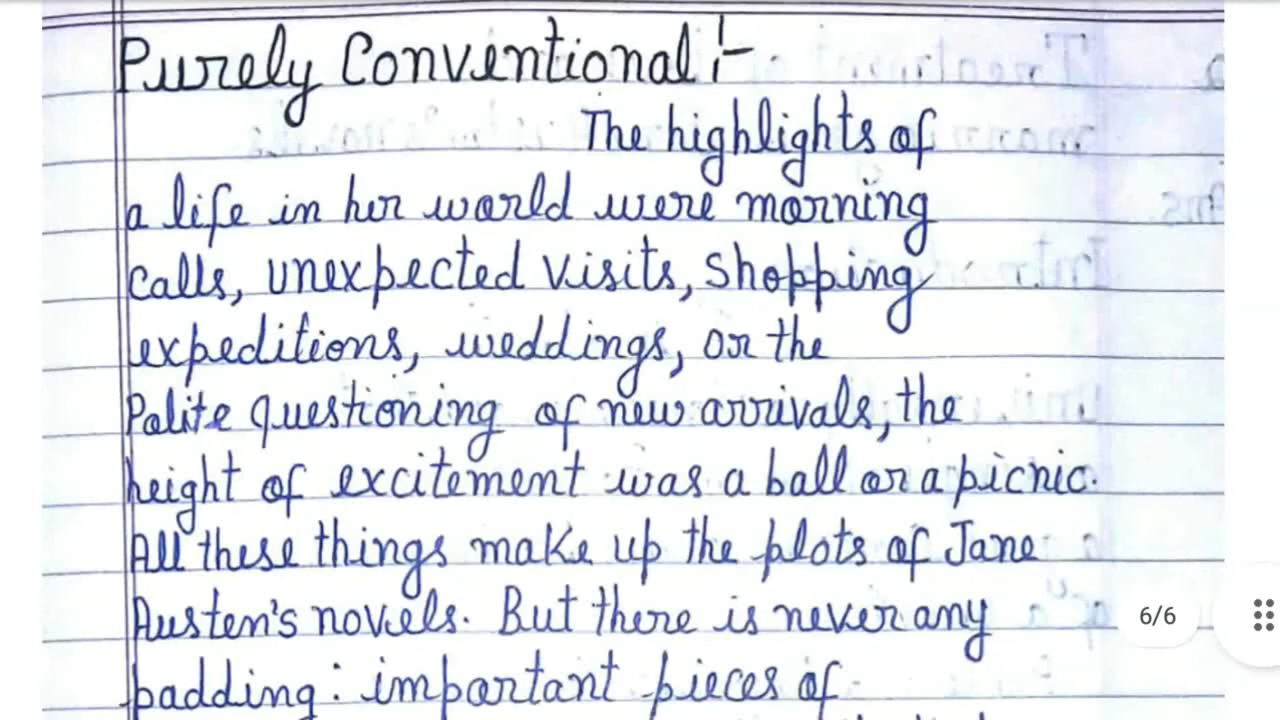 Purely Conventional :-
The highlights of
a life in her world were morning
calls, unexpected visits, shopping
expeditions, weddings, or the
Polite questioning of new arrivals, the
height of excitement was a ball or a picnic.
All these things make up the plots of Jane
Austen's novels. But there is never any
6/6
padding : important pieces of